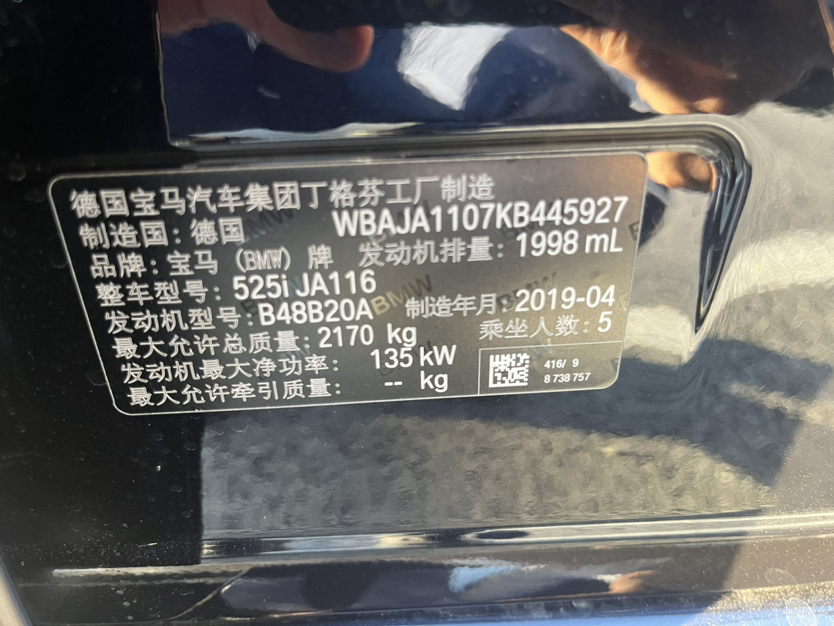 德国宝马汽车集团丁格芬工厂制造
制造国：德国 WBAJA1107KB445927
品牌：宝马（BMW）牌 发动机排量：1998 mL
整车型号：525i JA116
发动机型号：B48B20A 制造年月 2019-04
最大允许总质量：2170 kg 乘坐人数：5
发动机最大净功率： 135 kW
最大允许牵引质量： -- kg
416/ 9
8 738 757